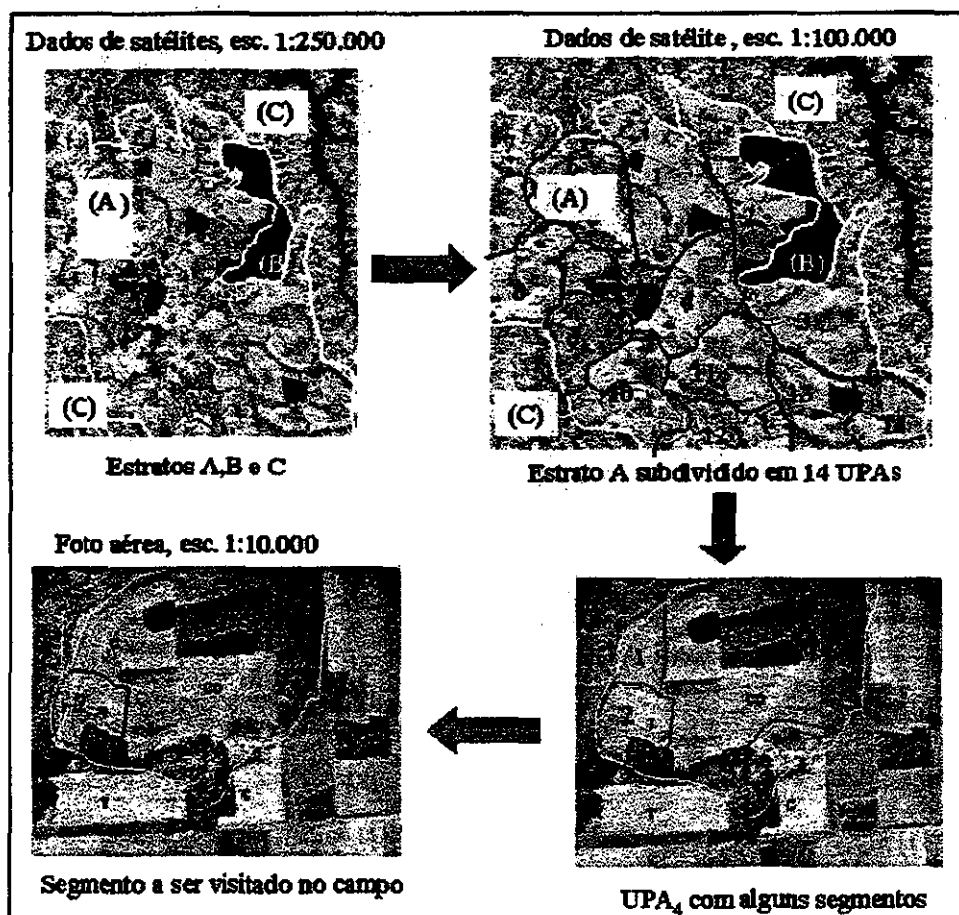 Dados de satélites, esc. 1:250.000
Dados de satélite , esc. 1:100.000
(C)
(A)
(B
(C)
(C)
(A)
(B)
(C)
Estratos A,B e C
Estrato A subdividido em 14 UPAs
Foto aérea, esc. 1:10.000
Segmento a ser visitado no campo
UPA4 com alguns segmentos